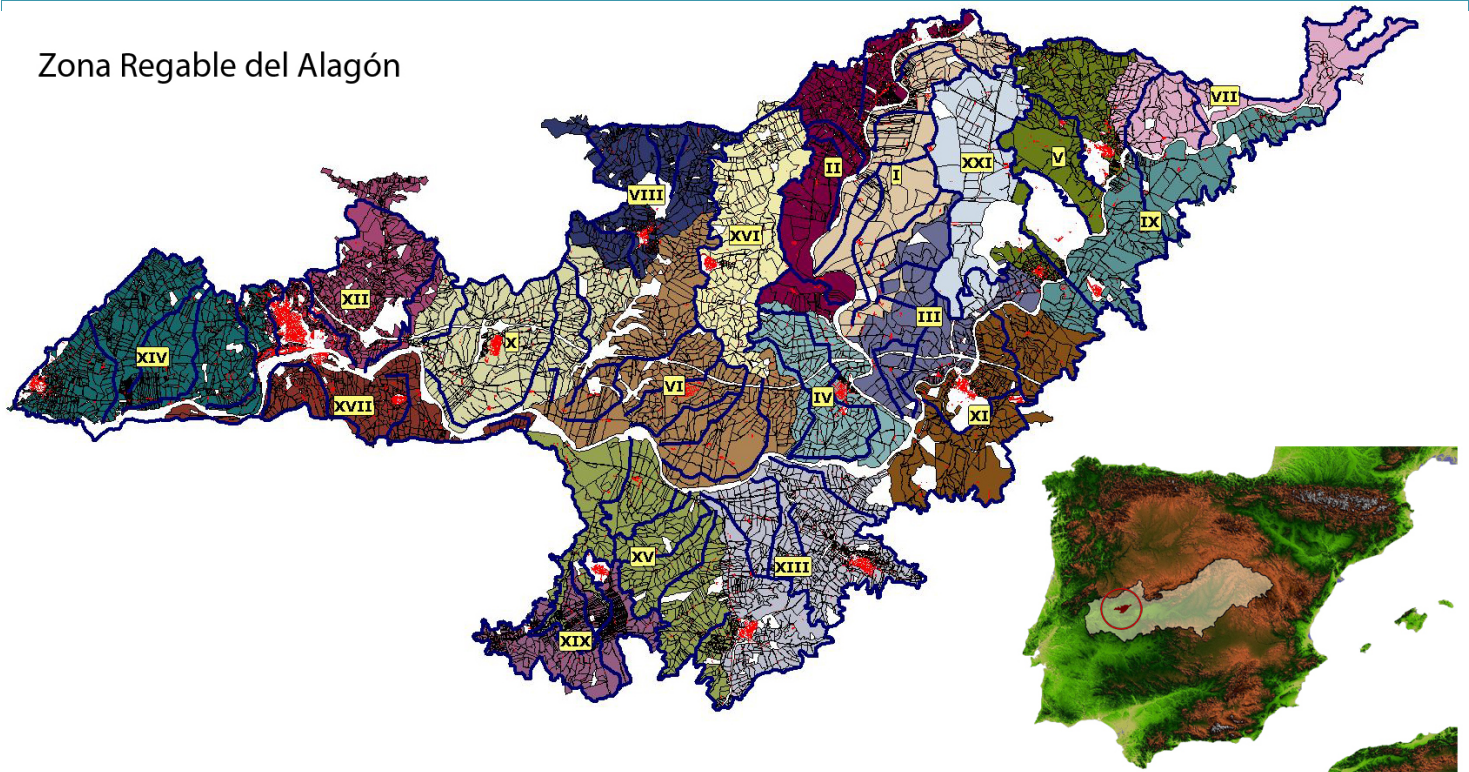 Zona Regable del Alagón
VII
II
V
XXI
I
VIII
IX
XVI
XII
III
X
XIV
VI
IV
XVII
XI
XV
XIII
XIX